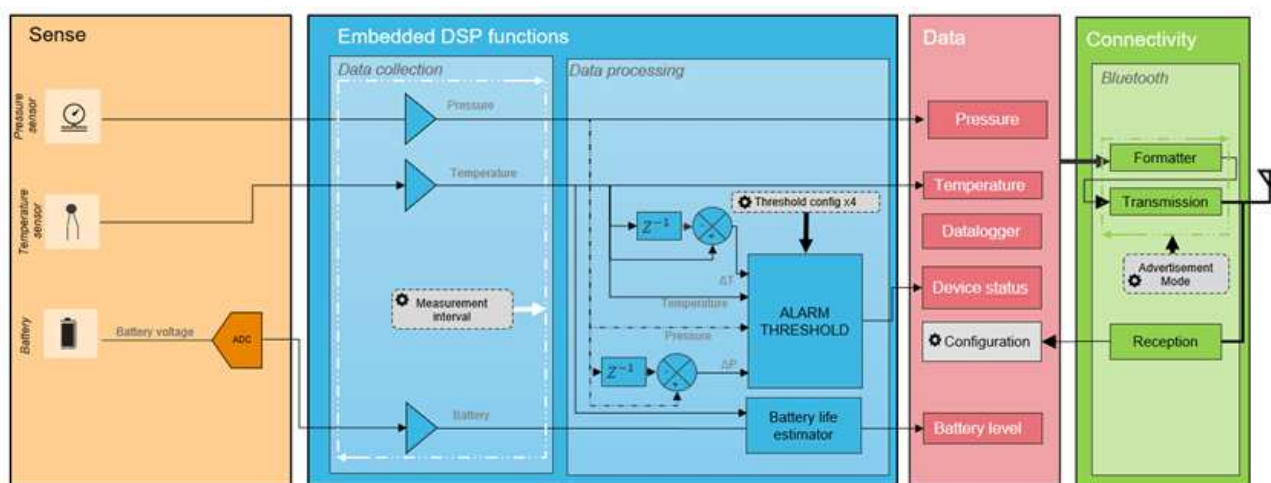 Sense
Pressure
sensor
Temperature
sensor
Battery
Battery voltage
ADC
Embedded DSP functions
Data collection
Pressure
Temperature
Measurement
interval
Battery
Data processing
Threshold config x4
Z⁻¹
ΔT
Temperature
Pressure
Z⁻¹
ΔP
ALARM
THRESHOLD
Battery life
estimator
Data
Pressure
Temperature
Datalogger
Device status
Configuration
Battery level
Connectivity
Bluetooth
Formatter
Transmission
Advertisement
Mode
Reception